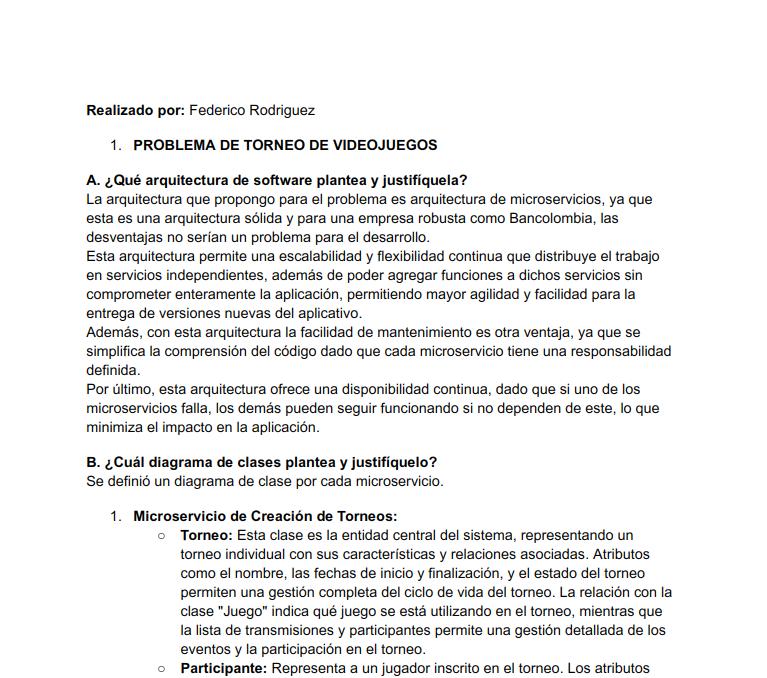 Realizado por: Federico Rodriguez
1. PROBLEMA DE TORNEO DE VIDEOJUEGOS
A. ¿Qué arquitectura de software plantea y justifíquela?
La arquitectura que propongo para el problema es arquitectura de microservicios, ya que
esta es una arquitectura sólida y para una empresa robusta como Bancolombia, las
desventajas no serían un problema para el desarrollo.
Esta arquitectura permite una escalabilidad y flexibilidad continua que distribuye el trabajo
en servicios independientes, además de poder agregar funciones a dichos servicios sin
comprometer enteramente la aplicación, permitiendo mayor agilidad y facilidad para la
entrega de versiones nuevas del aplicativo.
Además, con esta arquitectura la facilidad de mantenimiento es otra ventaja, ya que se
simplifica la comprensión del código dado que cada microservicio tiene una responsabilidad
definida.
Por último, esta arquitectura ofrece una disponibilidad continua, dado que si uno de los
microservicios falla, los demás pueden seguir funcionando si no dependen de este, lo que
minimiza el impacto en la aplicación.
B. ¿Cuál diagrama de clases plantea y justifíquelo?
Se definió un diagrama de clase por cada microservicio.
1. Microservicio de Creación de Torneos:
○ Torneo: Esta clase es la entidad central del sistema, representando un
torneo individual con sus características y relaciones asociadas. Atributos
como el nombre, las fechas de inicio y finalización, y el estado del torneo
permiten una gestión completa del ciclo de vida del torneo. La relación con la
clase "Juego" indica qué juego se está utilizando en el torneo, mientras que
la lista de transmisiones y participantes permite una gestión detallada de los
eventos y la participación en el torneo.
○ Participante: Representa a un jugador inscrito en el torneo. Los atributos